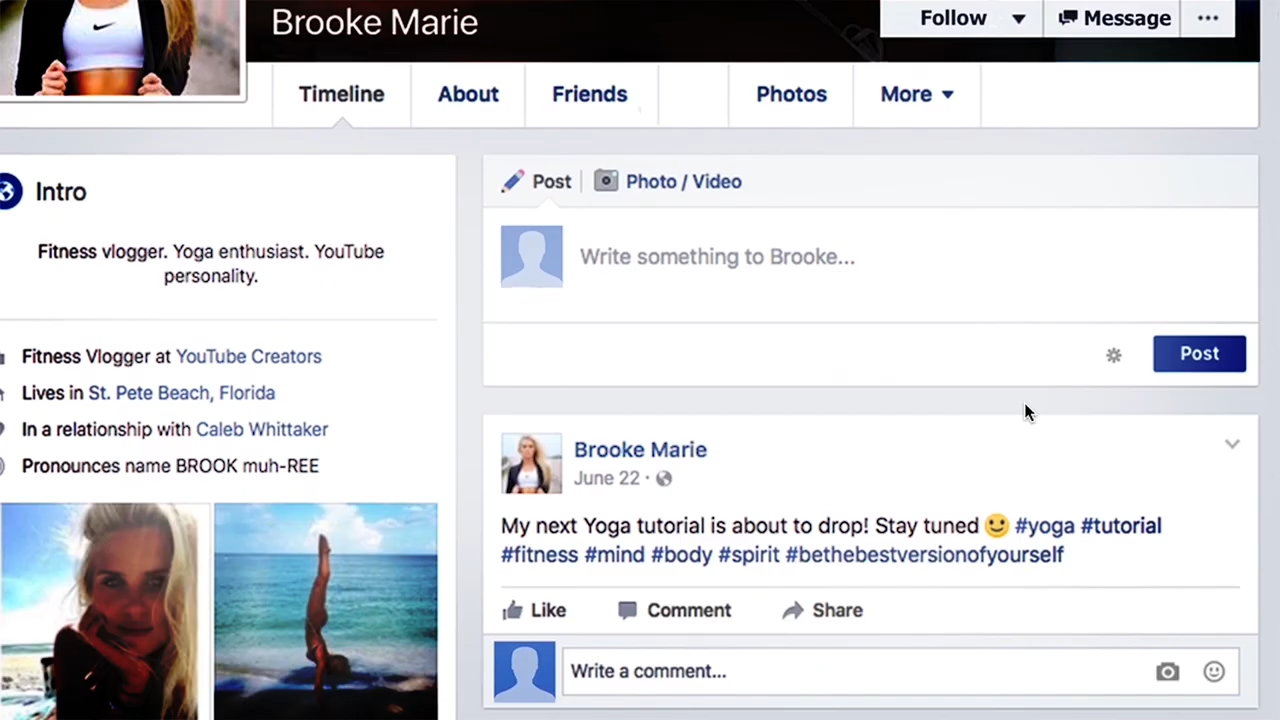 Brooke Marie
Follow
Message
Timeline
About
Friends
Photos
More
Intro
Fitness vlogger. Yoga enthusiast. YouTube
personality.
Fitness Vlogger at YouTube Creators
Lives in St. Pete Beach, Florida
In a relationship with Caleb Whittaker
Pronounces name BROOK muh-REE
Post
Photo / Video
Write something to Brooke...
Post
Brooke Marie
June 22 ·
My next Yoga tutorial is about to drop! Stay tuned 🙂 #yoga #tutorial
#fitness #mind #body #spirit #bethebestversionofyourself
Like
Comment
Share
Write a comment...